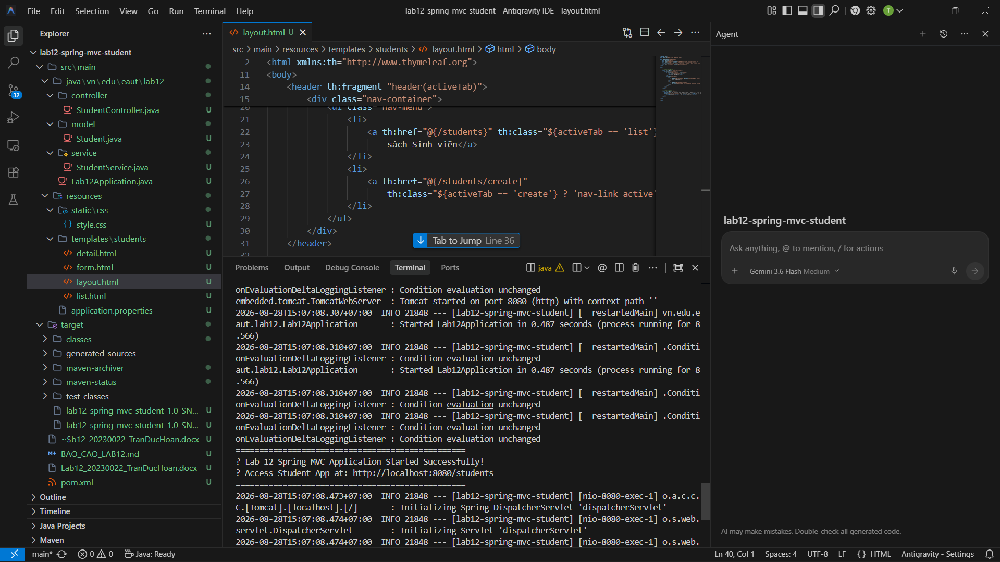 File Edit Selection View Go Run Terminal Help
lab12-spring-mvc-student - Antigravity IDE - layout.html
T
Explorer
lab12-spring-mvc-student
src\main
java\vn\edu\eaut\lab12
controller
StudentController.java U
model
Student.java U
service
StudentService.java U
Lab12Application.java U
resources
static\css
style.css U
templates\students
detail.html U
form.html U
layout.html U
list.html U
application.properties U
target
classes
generated-sources
maven-archiver
maven-status
test-classes
lab12-spring-mvc-student-1.0-SN... U
lab12-spring-mvc-student-1.0-SN... U
~$b12_20230022_TranDucHoan.docx U
BAO_CAO_LAB12.md U
Lab12_20230022_TranDucHoan.docx U
pom.xml U
Outline
Timeline
Java Projects
Maven
32
layout.html U
src > main > resources > templates > students > layout.html > html > body
2 <html xmlns:th="http://www.thymeleaf.org">
11 <body>
14 <header th:fragment="header(activeTab)">
15 <div class="nav-container">
20 <ul class="nav-menu">
21 <li>
22 <a th:href="@{/students}" th:class="${activeTab == 'list'}
23 sách Sinh viên</a>
24 </li>
25 <li>
26 <a th:href="@{/students/create}"
27 th:class="${activeTab == 'create'} ? 'nav-link active'
28 </li>
29 </ul>
30 </div>
31 </header>
32
Tab to Jump Line 36
Problems Output Debug Console Terminal Ports
java
onEvaluationDeltaLoggingListener : Condition evaluation unchanged
embedded.tomcat.TomcatWebServer : Tomcat started on port 8080 (http) with context path ''
2026-08-28T15:07:08.307+07:00 INFO 21848 --- [lab12-spring-mvc-student] [ restartedMain] vn.edu.e
aut.lab12.Lab12Application : Started Lab12Application in 0.487 seconds (process running for 8
.566)
2026-08-28T15:07:08.310+07:00 INFO 21848 --- [lab12-spring-mvc-student] [ restartedMain] .Conditi
onEvaluationDeltaLoggingListener : Condition evaluation unchanged
aut.lab12.Lab12Application : Started Lab12Application in 0.487 seconds (process running for 8
.566)
2026-08-28T15:07:08.310+07:00 INFO 21848 --- [lab12-spring-mvc-student] [ restartedMain] .Conditi
onEvaluationDeltaLoggingListener : Condition evaluation unchanged
2026-08-28T15:07:08.310+07:00 INFO 21848 --- [lab12-spring-mvc-student] [ restartedMain] .Conditi
onEvaluationDeltaLoggingListener : Condition evaluation unchanged
onEvaluationDeltaLoggingListener : Condition evaluation unchanged
=================================================
? Lab 12 Spring MVC Application Started Successfully!
? Access Student App at: http://localhost:8080/students
=================================================
2026-08-28T15:07:08.473+07:00 INFO 21848 --- [lab12-spring-mvc-student] [nio-8080-exec-1] o.a.c.c.
C.[Tomcat].[localhost].[/] : Initializing Spring DispatcherServlet 'dispatcherServlet'
2026-08-28T15:07:08.474+07:00 INFO 21848 --- [lab12-spring-mvc-student] [nio-8080-exec-1] o.s.web.
servlet.DispatcherServlet : Initializing Servlet 'dispatcherServlet'
2026-08-28T15:07:08.474+07:00 INFO 21848 --- [lab12-spring-mvc-student] [nio-8080-exec-1] o.s.web.
Agent
lab12-spring-mvc-student
Ask anything, @ to mention, / for actions
Gemini 3.6 Flash Medium
AI may make mistakes. Double-check all generated code.
main* 0 0 Java: Ready
Ln 40, Col 1 Spaces: 4 UTF-8 LF {} HTML Antigravity - Settings